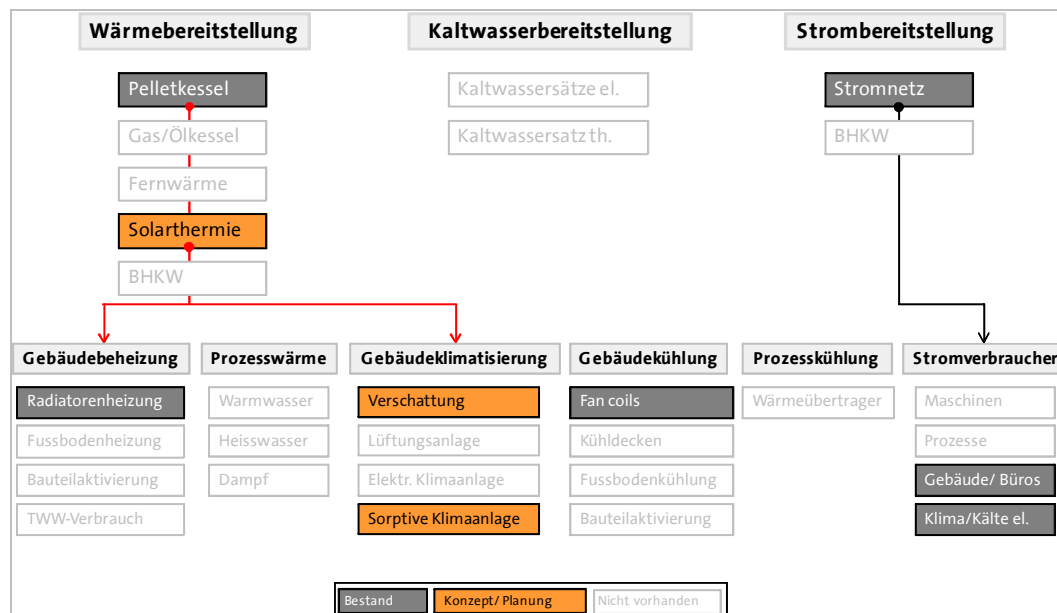 Wärmebereitstellung
Kaltwasserbereitstellung
Strombereitstellung
Pelletkessel
Kaltwassersätze el.
Stromnetz
Gas/Ölkessel
Kaltwassersatz th.
BHKW
Fernwärme
Solarthermie
BHKW
Gebäudebeheizung
Prozesswärme
Gebäudeklimatisierung
Gebäudekühlung
Prozesskühlung
Stromverbraucher
Radiatorenheizung
Warmwasser
Verschattung
Fan coils
Wärmeübertrager
Maschinen
Fussbodenheizung
Heisswasser
Lüftungsanlage
Kühldecken
Prozesse
Bauteilaktivierung
Dampf
Elektr. Klimaanlage
Fussbodenkühlung
Gebäude/ Büros
TWW-Verbrauch
Sorptive Klimaanlage
Bauteilaktivierung
Klima/Kälte el.
Bestand
Konzept/ Planung
Nicht vorhanden